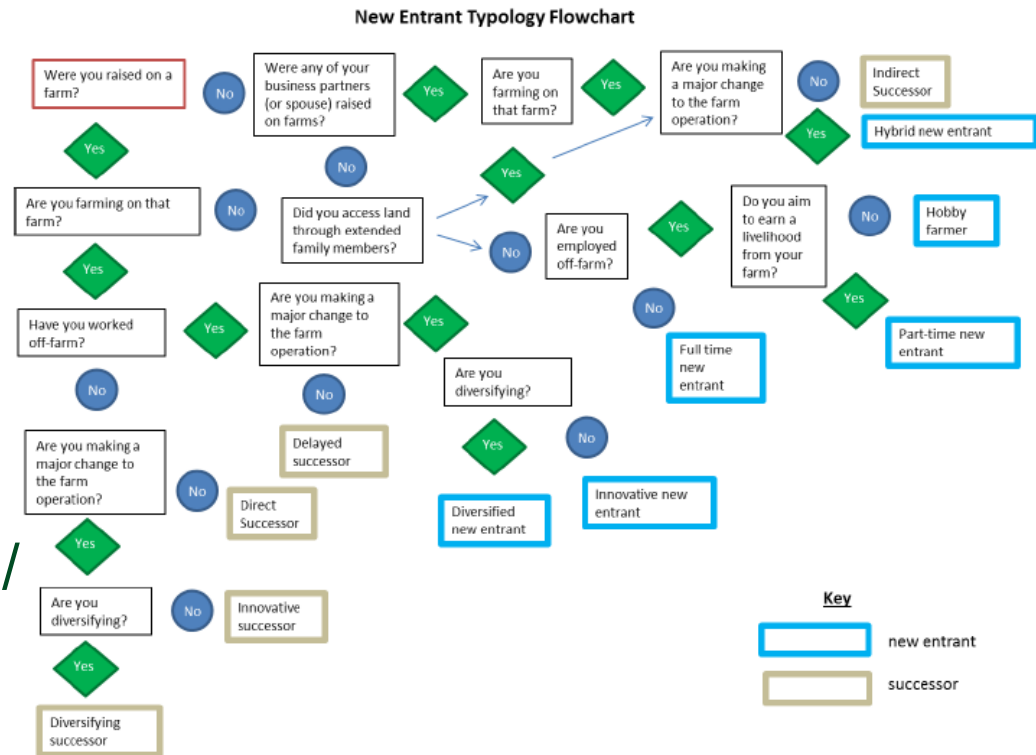 New Entrant Typology Flowchart
Were you raised on a
farm?
No
Were any of your
business partners
(or spouse) raised
on farms?
Yes
Are you
farming on
that farm?
Yes
Are you making
a major change
to the farm
operation?
No
Indirect
Successor
Yes
Hybrid new entrant
Yes
No
Yes
Are you farming on that
farm?
No
Did you access land
through extended
family members?
No
Are you
employed
off-farm?
Yes
Do you aim
to earn a
livelihood
from your
farm?
No
Hobby
farmer
Yes
Part-time new
entrant
No
Full time
new
entrant
Yes
Have you worked
off-farm?
Yes
Are you making a
major change to
the farm
operation?
Yes
Are you
diversifying?
No
No
Delayed
successor
Yes
No
Diversified
new entrant
Innovative new
entrant
Are you making a
major change to
the farm
operation?
No
Direct
Successor
Yes
/
Are you
diversifying?
No
Innovative
successor
Yes
Diversifying
successor
Key
new entrant
successor